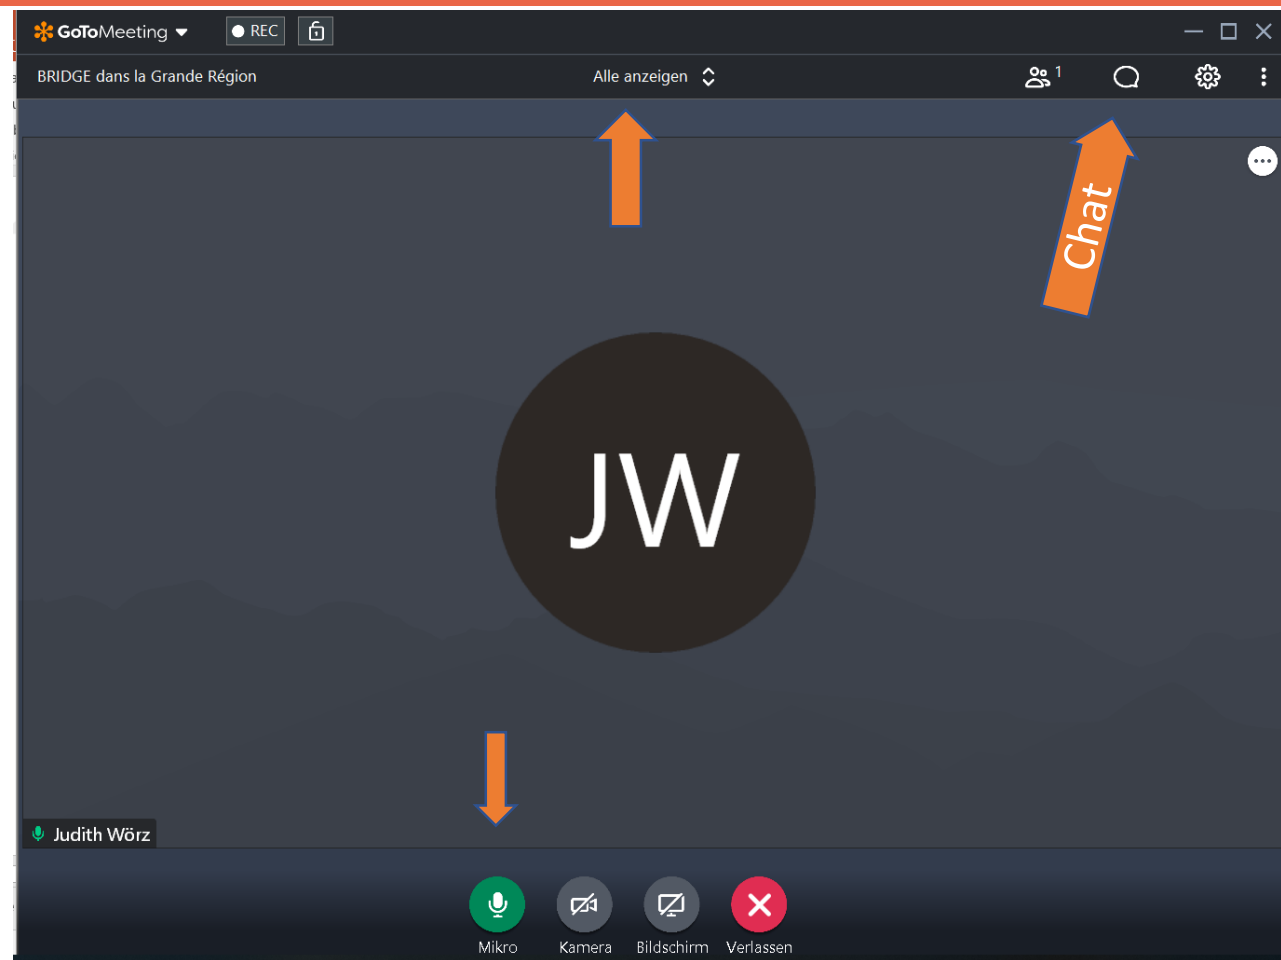 GoToMeeting
REC
BRIDGE dans la Grande Région
Alle anzeigen
1
Chat
JW
Judith Wörz
Mikro
Kamera
Bildschirm
Verlassen